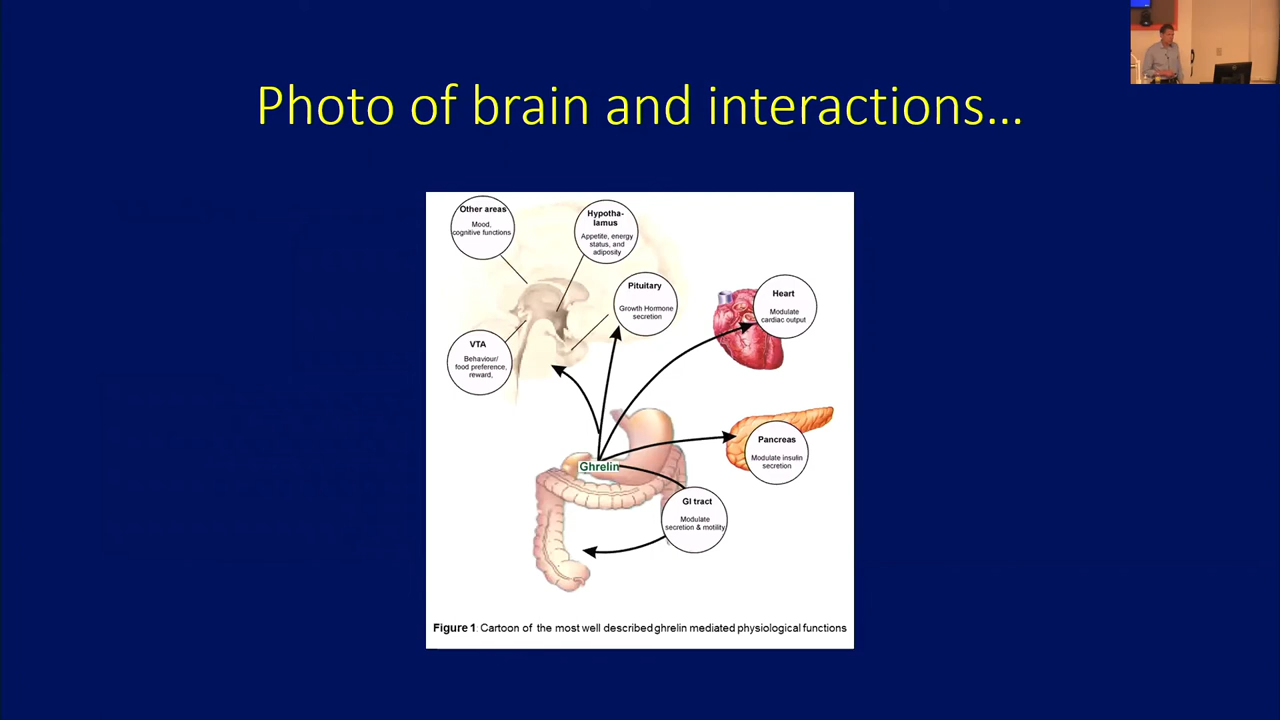 Photo of brain and interactions...
Other areas
Mood,
cognitive functions
Hypotha-
lamus
Appetite, energy
status, and
adiposity
Pituitary
Growth Hormone
secretion
Heart
Modulate
cardiac output
VTA
Behaviour/
food preference,
reward,
Pancreas
Modulate insulin
secretion
Ghrelin
GI tract
Modulate
secretion & motility
Figure 1: Cartoon of the most well described ghrelin mediated physiological functions